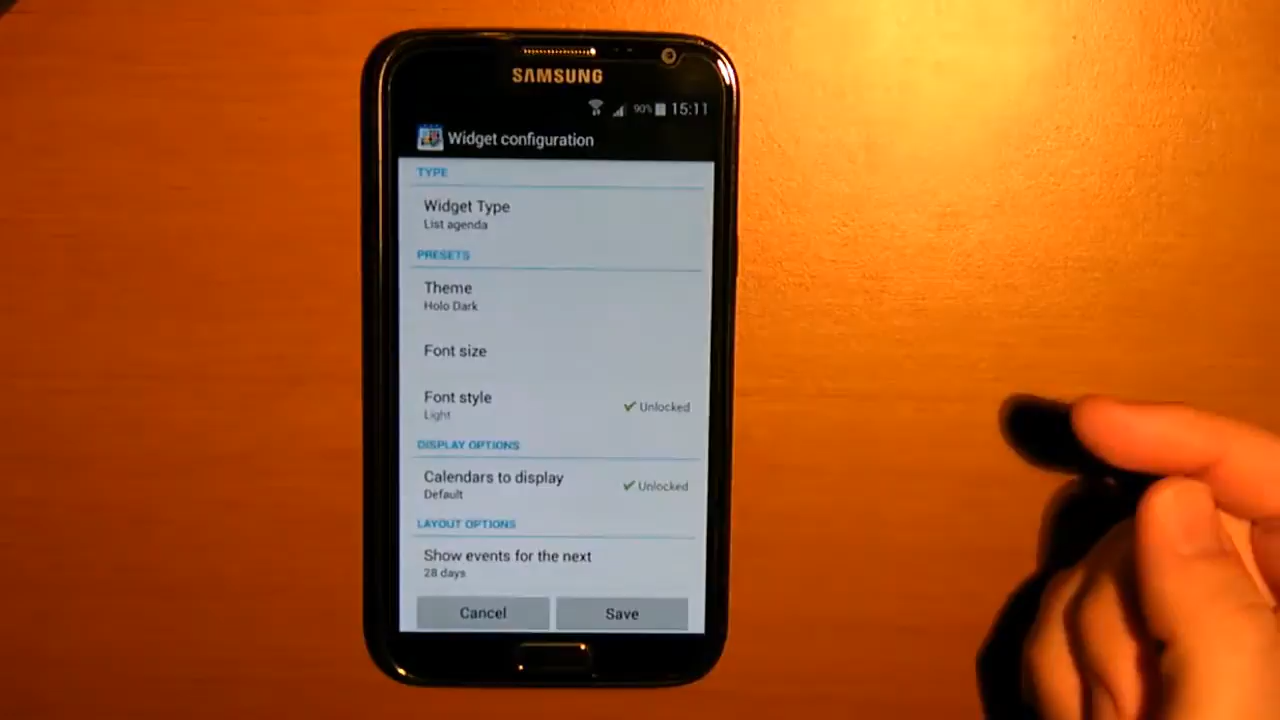 SAMSUNG
90% 15:11
Widget configuration
TYPE
Widget Type
List agenda
PRESETS
Theme
Holo Dark
Font size
Font style
Light
Unlocked
DISPLAY OPTIONS
Calendars to display
Default
Unlocked
LAYOUT OPTIONS
Show events for the next
28 days
Cancel Save